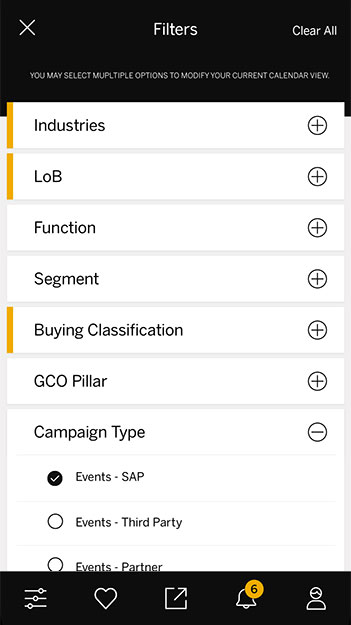 Filters
Clear All
YOU MAY SELECT MUPLTIPLE OPTIONS TO MODIFY YOUR CURRENT CALENDAR VIEW.
Industries
LoB
Function
Segment
Buying Classification
GCO Pillar
Campaign Type
Events - SAP
Events - Third Party
Events - Partner
6